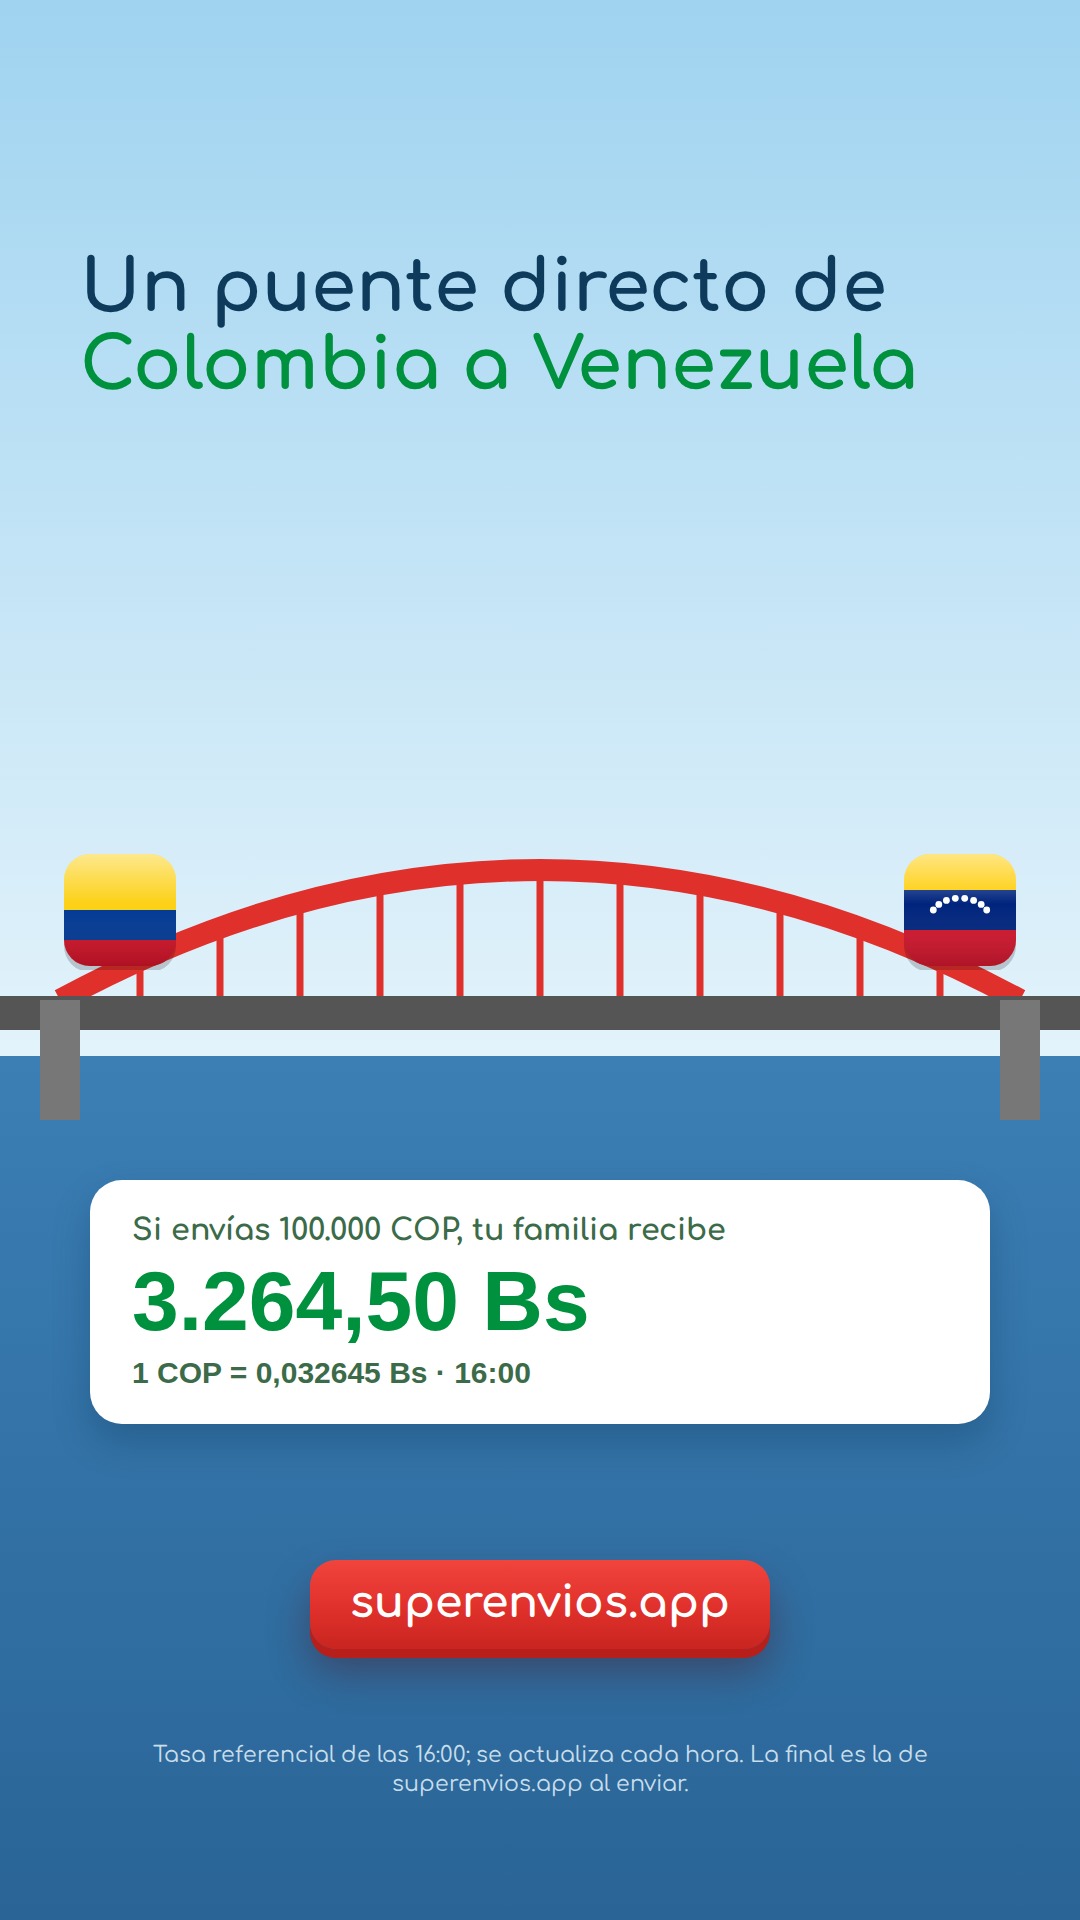 Un puente directo de
Colombia a Venezuela
Si envías 100.000 COP, tu familia recibe
3.264,50 Bs
1 COP = 0,032645 Bs · 16:00
superenvios.app
Tasa referencial de las 16:00; se actualiza cada hora. La final es la de
superenvios.app al enviar.